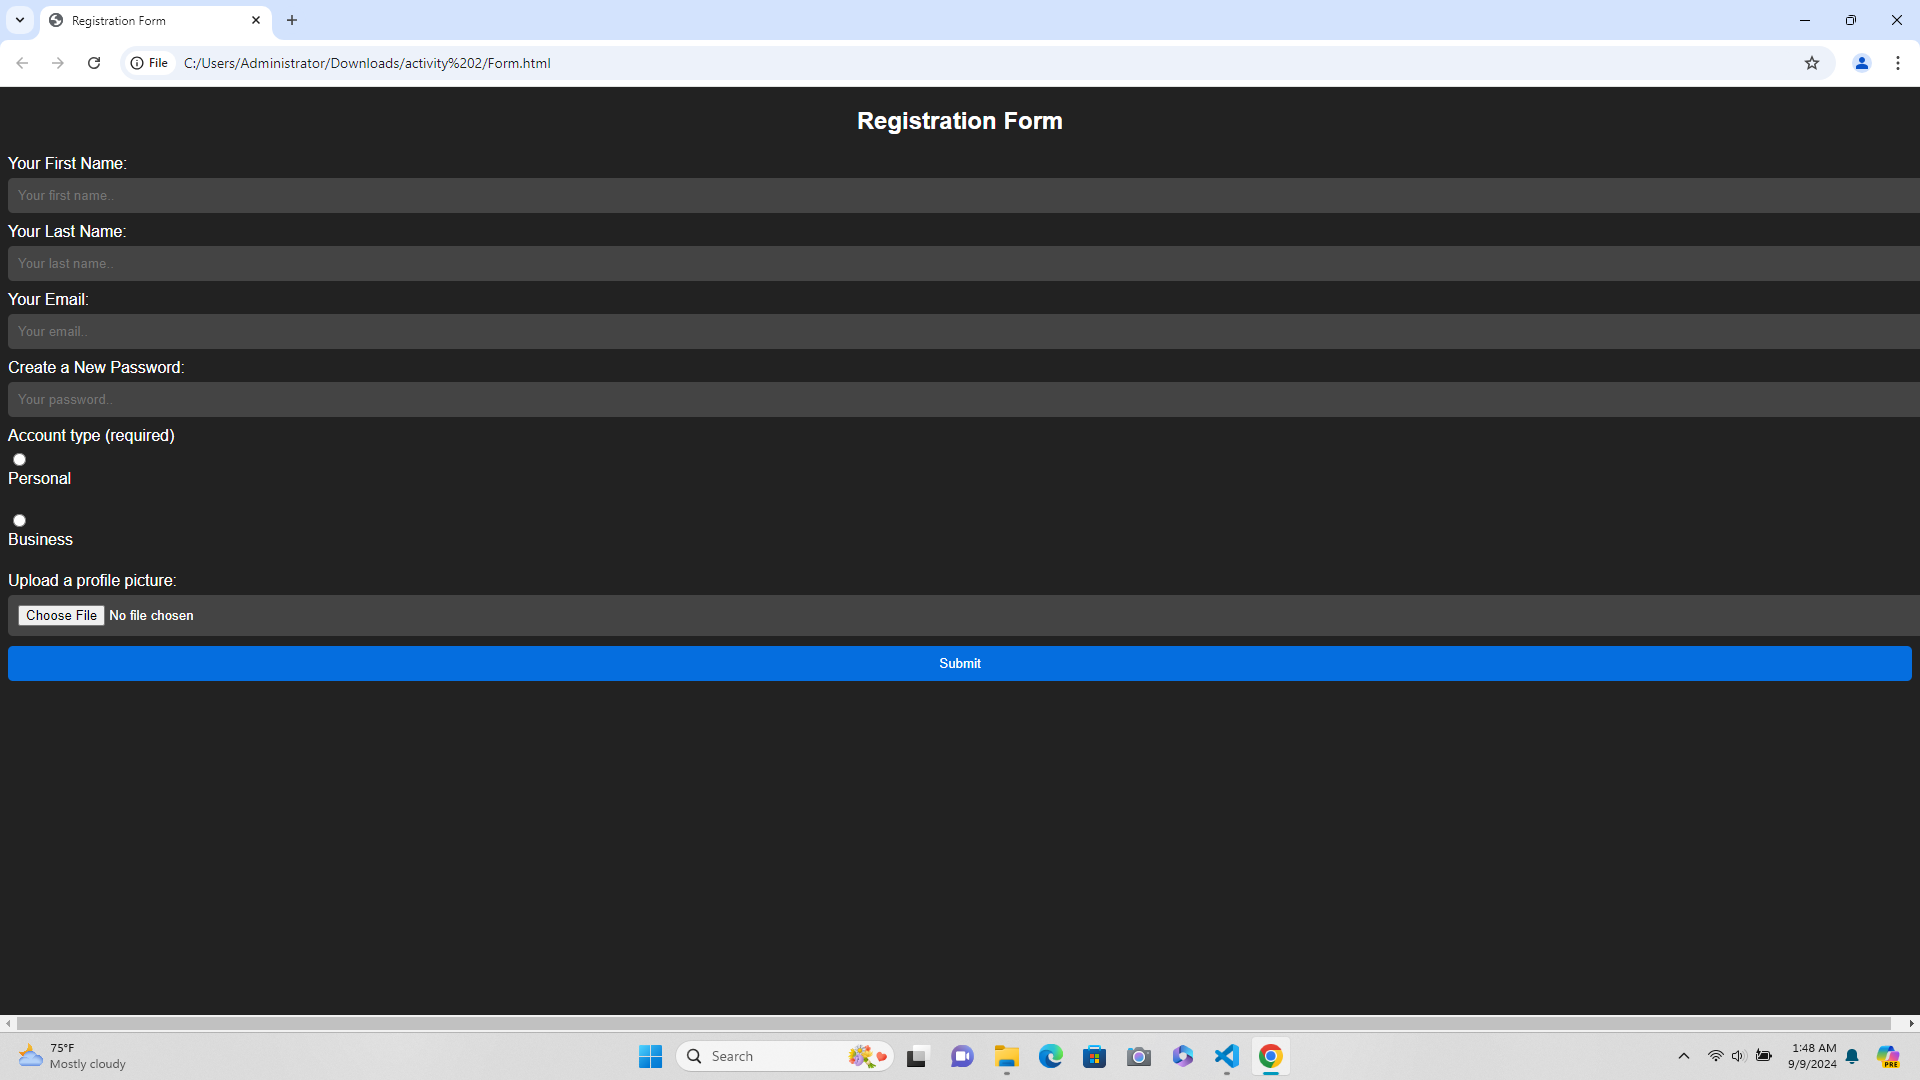 Registration Form
File C:/Users/Administrator/Downloads/activity%202/Form.html
Registration Form
Your First Name:
Your first name..
Your Last Name:
Your last name..
Your Email:
Your email..
Create a New Password:
Your password..
Account type (required)
Personal
Business
Upload a profile picture:
Choose File No file chosen
Submit
75°F
Mostly cloudy
Search
PRE
1:48 AM
9/9/2024